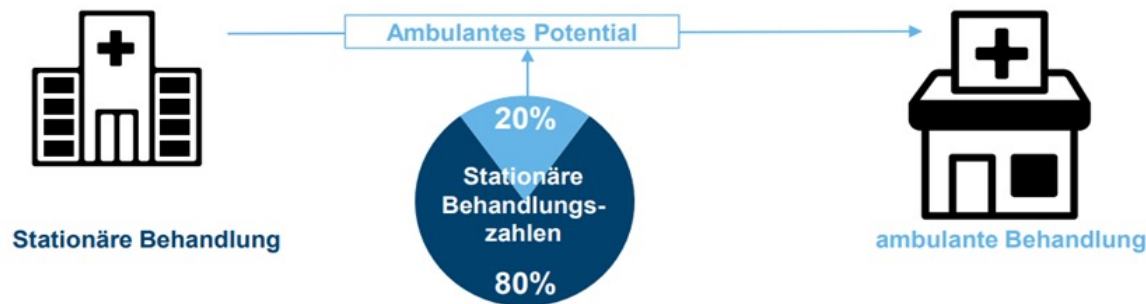 Ambulantes Potential
20%
Stationäre
Behandlungs-
zahlen
80%
Stationäre Behandlung
ambulante Behandlung